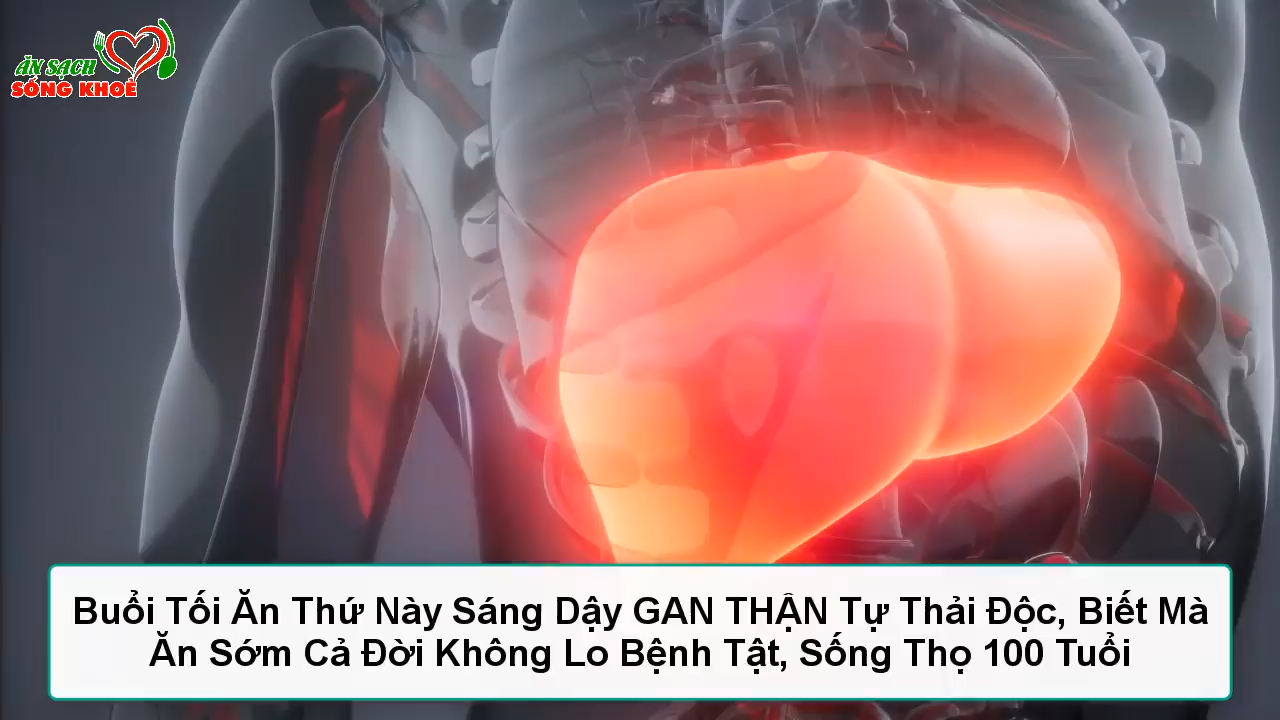 ĂN SẠCH
SỐNG KHOẺ
Buổi Tối Ăn Thứ Này Sáng Dậy GAN THẬN Tự Thải Độc, Biết Mà
Ăn Sớm Cả Đời Không Lo Bệnh Tật, Sống Thọ 100 Tuổi